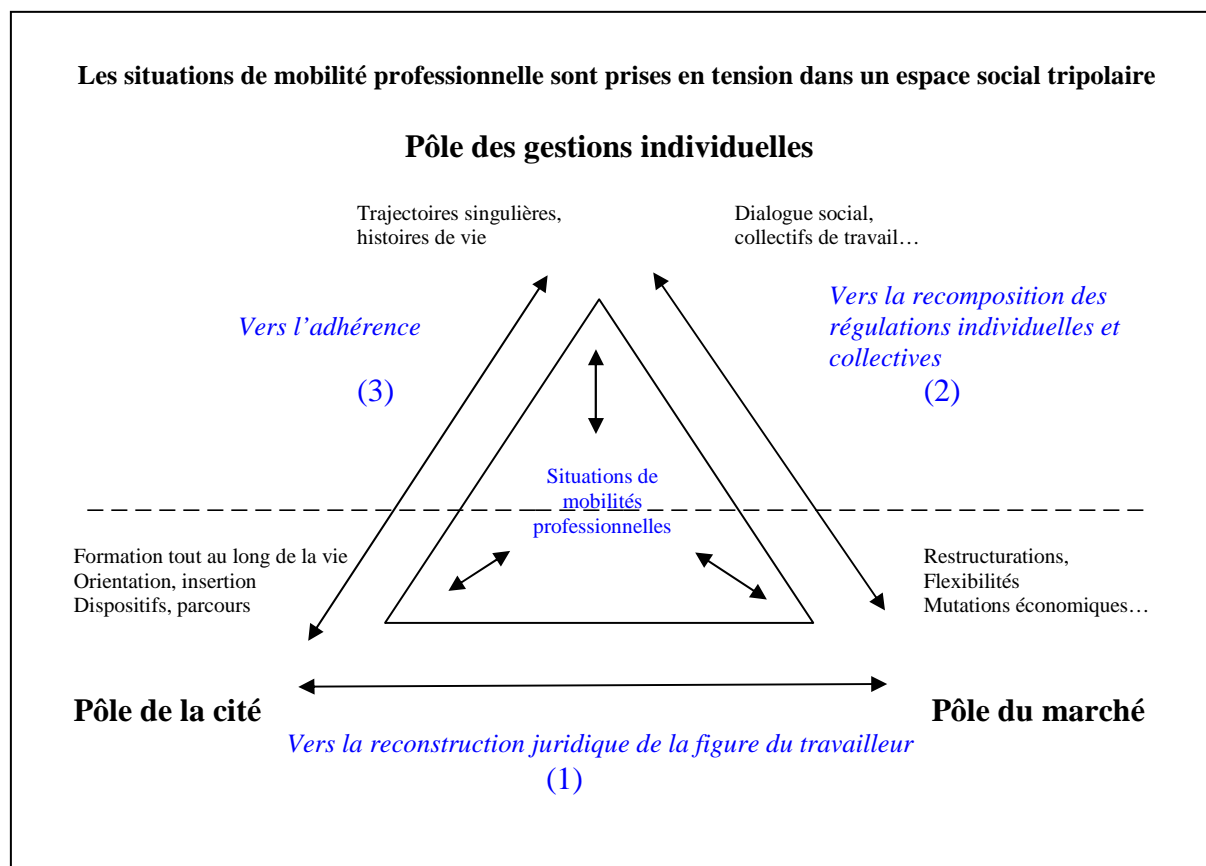 Les situations de mobilité professionnelle sont prises en tension dans un espace social tripolaire
Pôle des gestions individuelles
Trajectoires singulières,
histoires de vie
Dialogue social,
collectifs de travail…
Vers l’adhérence
(3)
Vers la recomposition des
régulations individuelles et
collectives
(2)
Situations de
mobilités
professionnelles
Formation tout au long de la vie
Orientation, insertion
Dispositifs, parcours
Restructurations,
Flexibilités
Mutations économiques…
Pôle de la cité
Pôle du marché
Vers la reconstruction juridique de la figure du travailleur
(1)